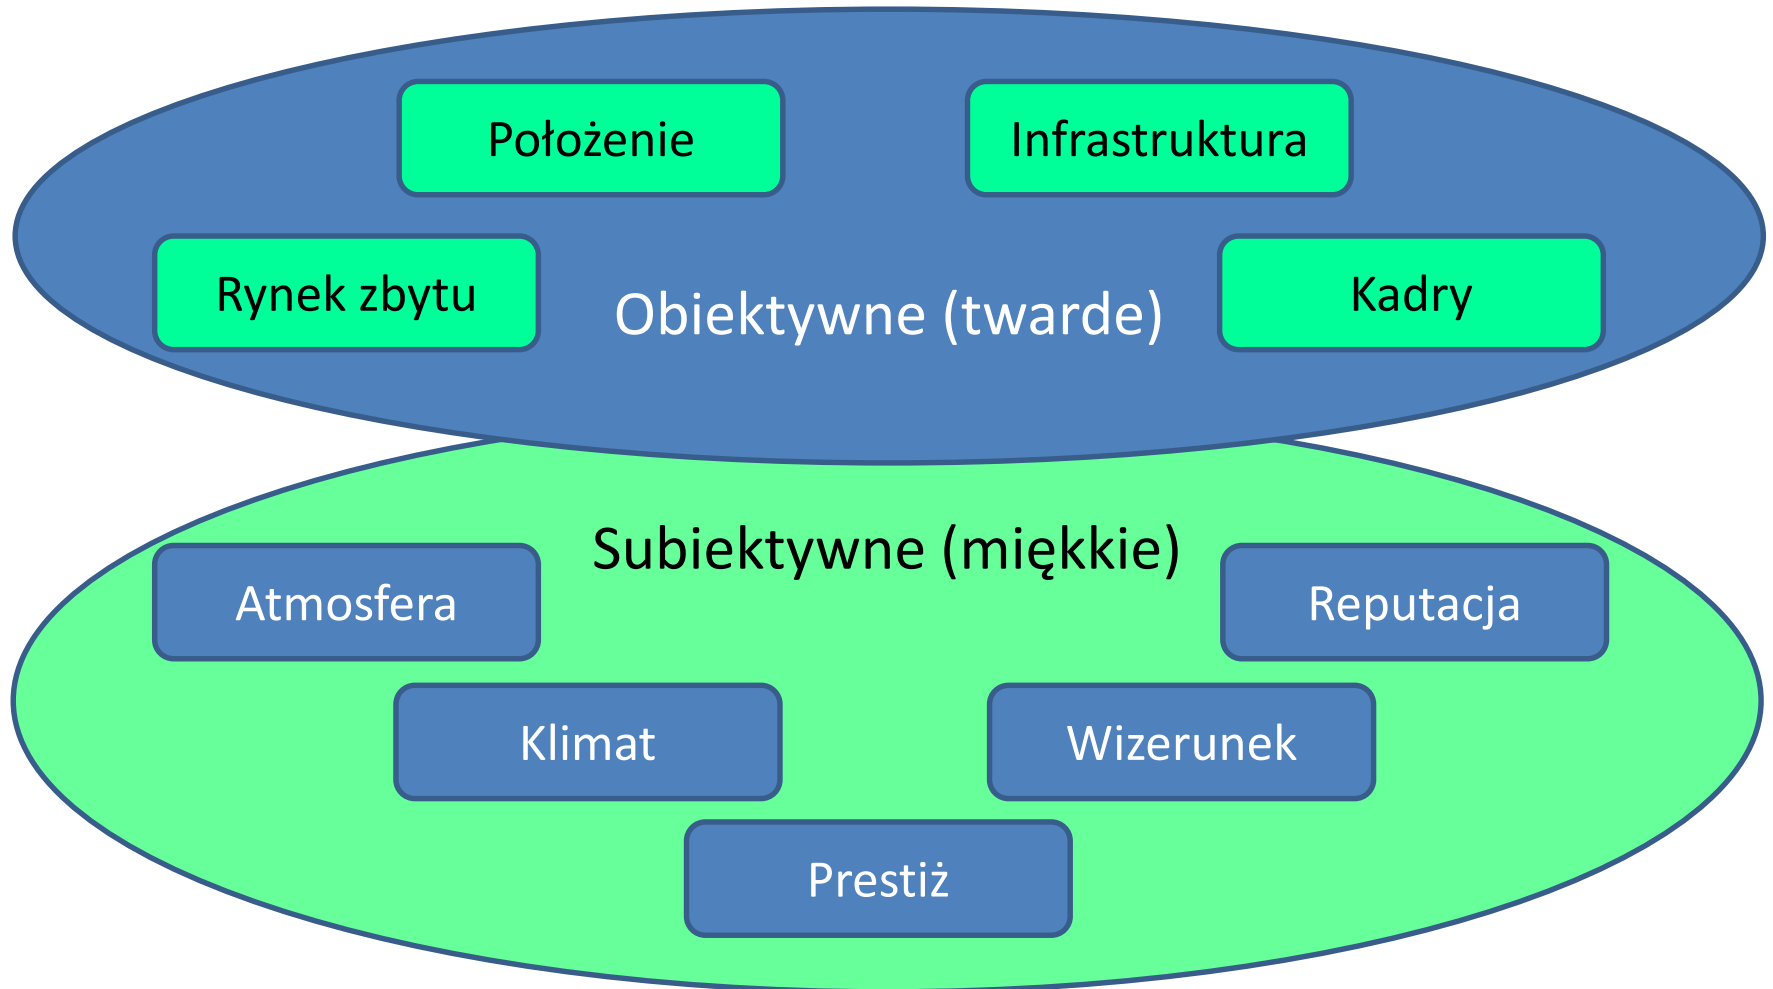 Położenie
Infrastruktura
Rynek zbytu
Obiektywne (twarde)
Kadry
Subiektywne (miękkie)
Atmosfera
Reputacja
Klimat
Wizerunek
Prestiż